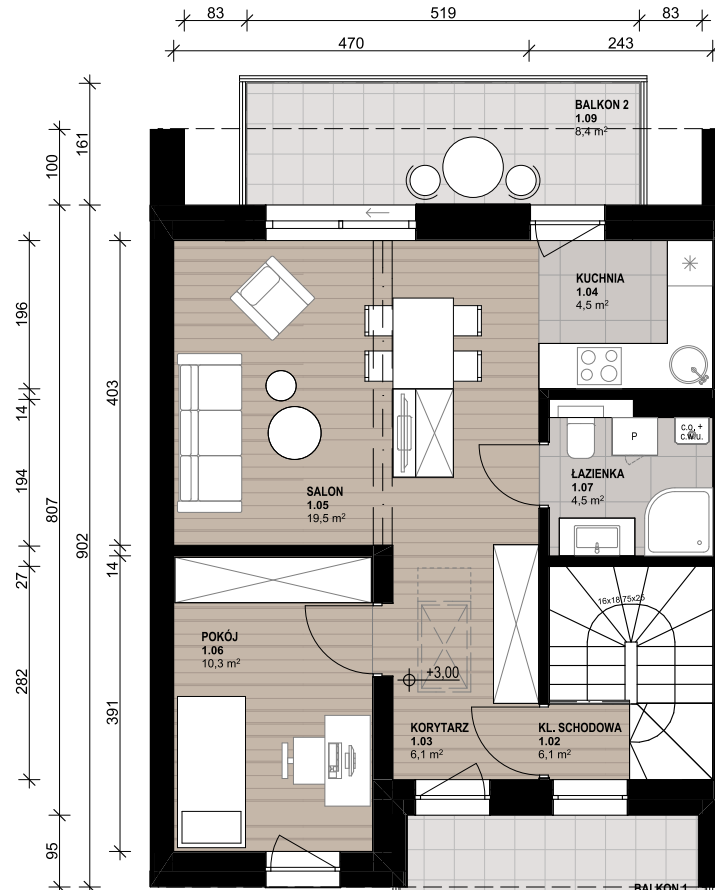 83
519
83
470
243
BALKON 2
1.09
8,4 m²
161
100
KUCHNIA
1.04
4,5 m²
196
403
14
c.o. +
c.w.u.
P
ŁAZIENKA
1.07
4,5 m²
194
807
SALON
1.05
19,5 m²
902
14
27
16x18,75x25
POKÓJ
1.06
10,3 m²
+3,00
282
391
KORYTARZ
1.03
6,1 m²
KL. SCHODOWA
1.02
6,1 m²
95
BALKON 1